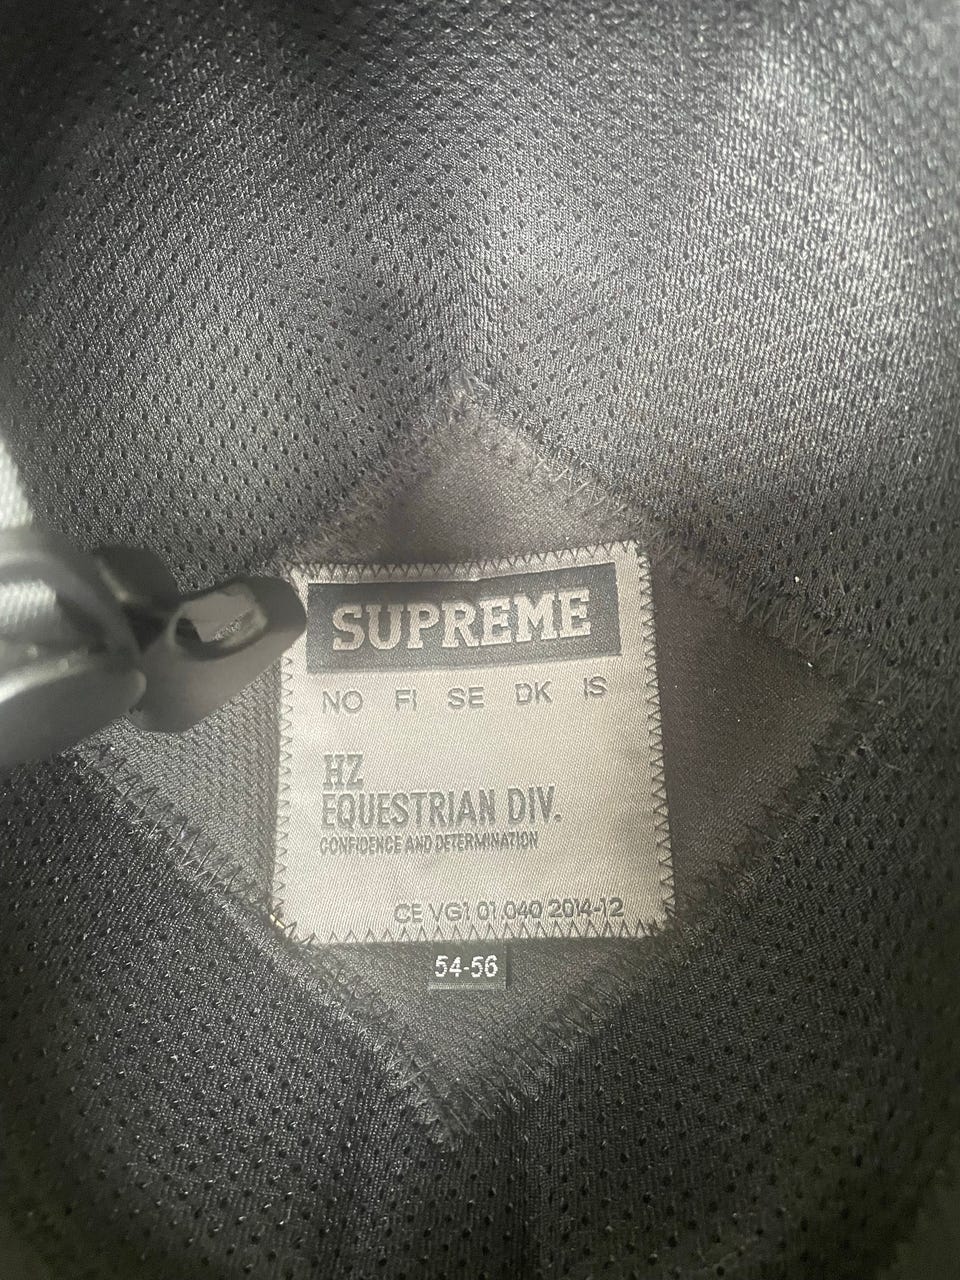 SUPREME
NO FI SE DK IS
HZ
EQUESTRIAN DIV.
CONFIDENCE AND DETERMINATION
CE VG1 01.040 2014-12
54-56